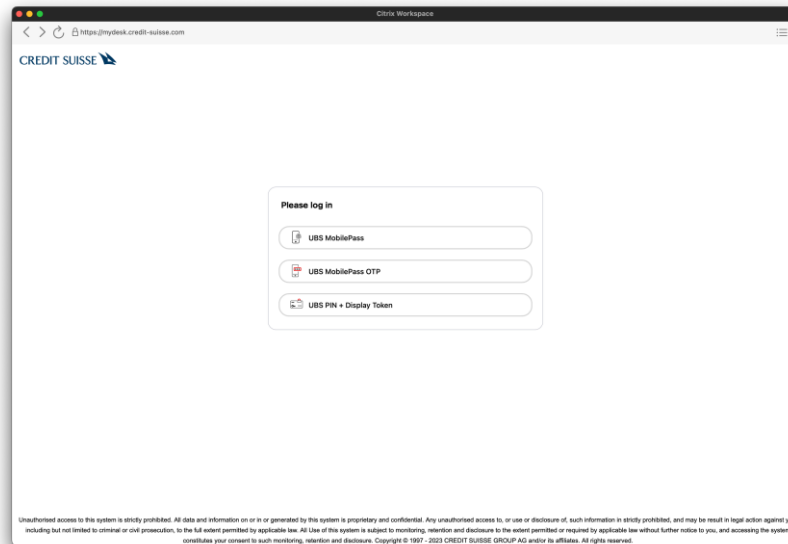 Citrix Workspace
https://mydesk.credit-suisse.com
CREDIT SUISSE
Please log in
UBS MobilePass
UBS MobilePass OTP
UBS PIN + Display Token
Unauthorised access to this system is strictly prohibited. All data and information on or in or generated by this system is proprietary and confidential. Any unauthorised access to, or use or disclosure of, such information in strictly prohibited, and may be result in legal action against
including but not limited to criminal or civil prosecution, to the full extent permitted by applicable law. All Use of this system is subject to monitoring, retention and disclosure to the extent permitted or required by applicable law without further notice to you, and accessing the system
constitutes your consent to such monitoring, retention and disclosure. Copyright © 1997 - 2023 CREDIT SUISSE GROUP AG and/or its affiliates. All rights reserved.